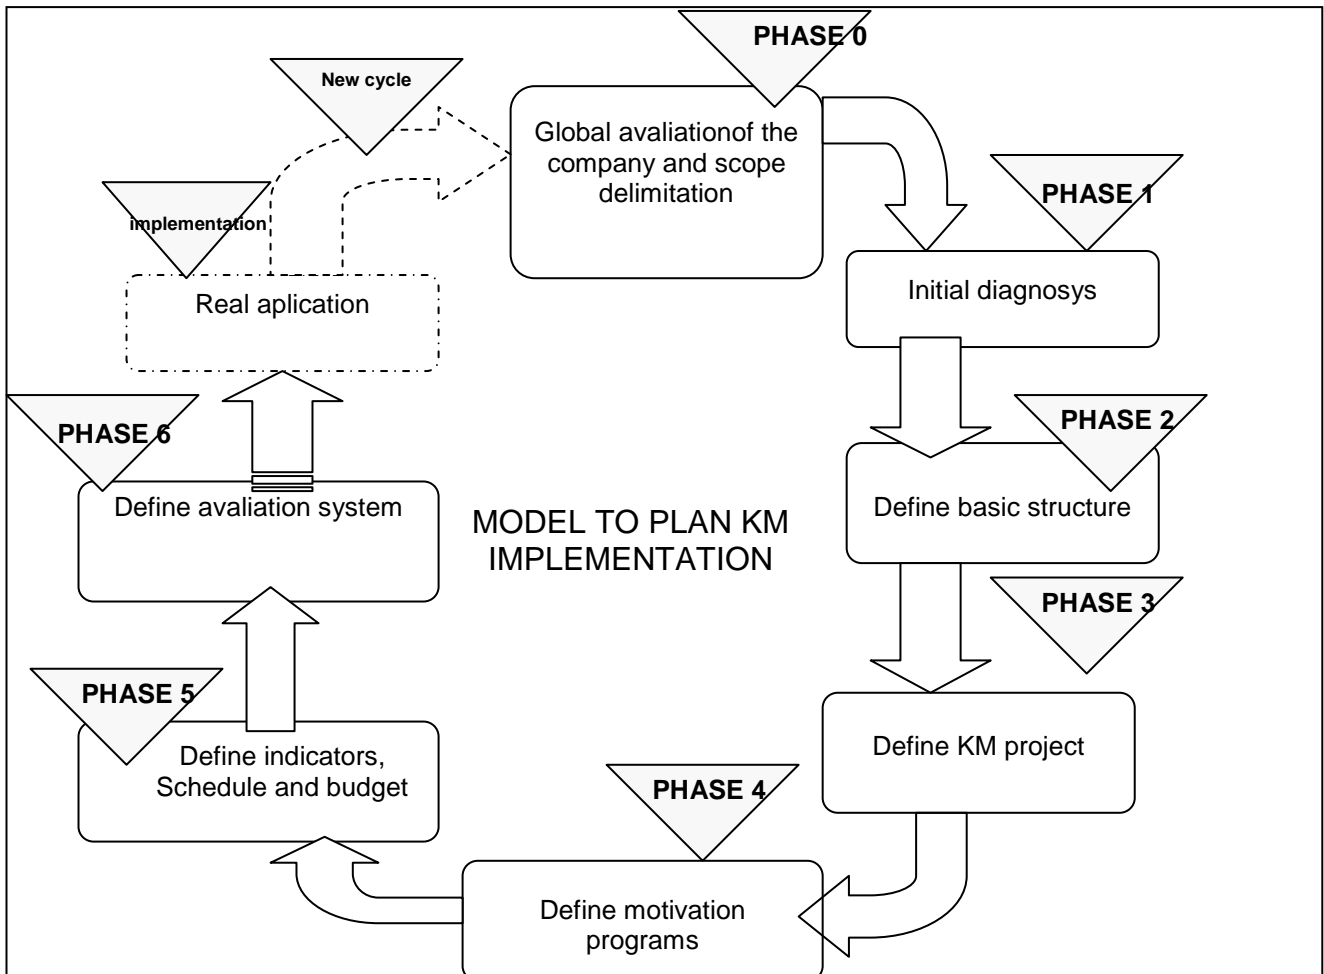 PHASE 0
New cycle
Global avaliationof the
company and scope
delimitation
PHASE 1
implementation
Initial diagnosys
Real aplication
PHASE 2
PHASE 6
Define avaliation system
MODEL TO PLAN KM
IMPLEMENTATION
Define basic structure
PHASE 3
PHASE 5
Define KM project
Define indicators,
Schedule and budget
PHASE 4
Define motivation
programs